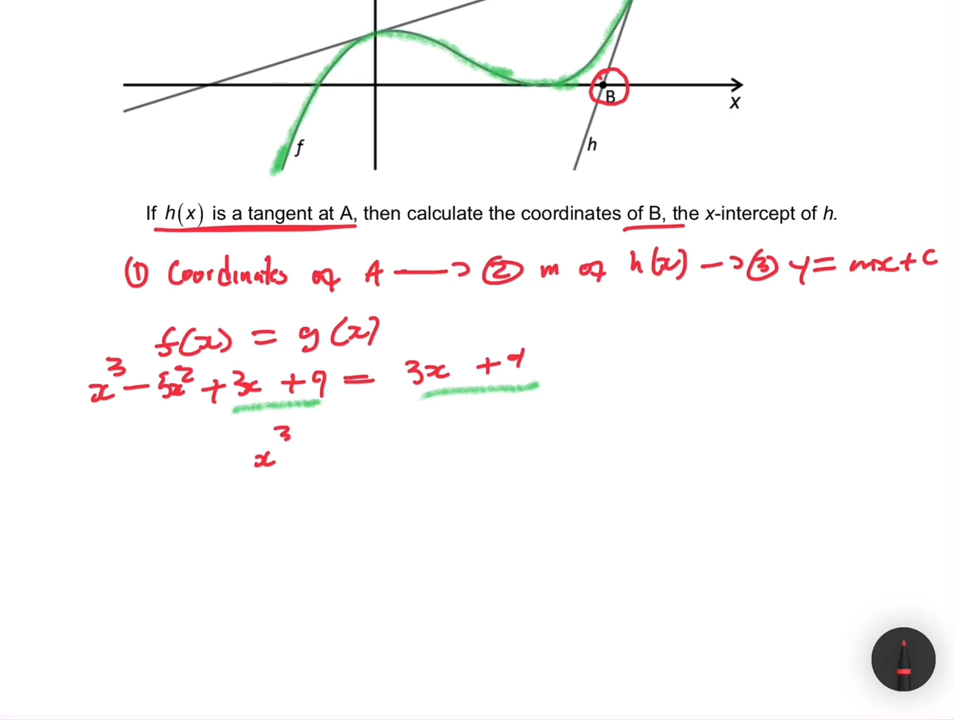 B
x
f
h
If h(x) is a tangent at A, then calculate the coordinates of B, the x-intercept of h.
① Coordinates of A → ② m of h(x) → ③ y = mx + c
f(x) = g(x)
x³ - 5x² + 3x + 9 = 3x + 9
x³